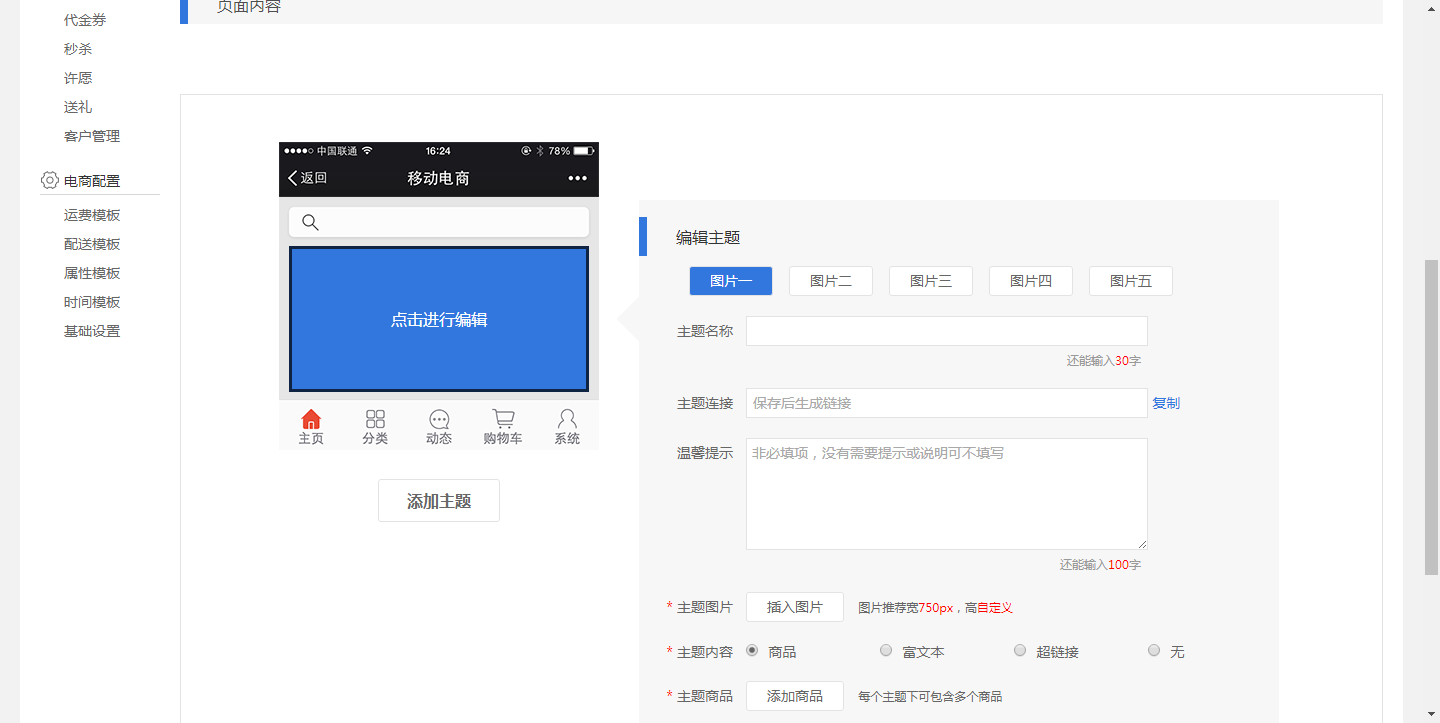 页面内容
代金券
秒杀
许愿
送礼
客户管理
电商配置
运费模板
配送模板
属性模板
时间模板
基础设置
中国联通 16:24 78%
返回 移动电商
点击进行编辑
主页 分类 动态 购物车 系统
添加主题
编辑主题
图片一 图片二 图片三 图片四 图片五
主题名称
还能输入30字
主题连接 保存后生成链接 复制
温馨提示 非必填项，没有需要提示或说明可不填写
还能输入100字
* 主题图片 插入图片 图片推荐宽750px，高自定义
* 主题内容 商品 富文本 超链接 无
* 主题商品 添加商品 每个主题下可包含多个商品